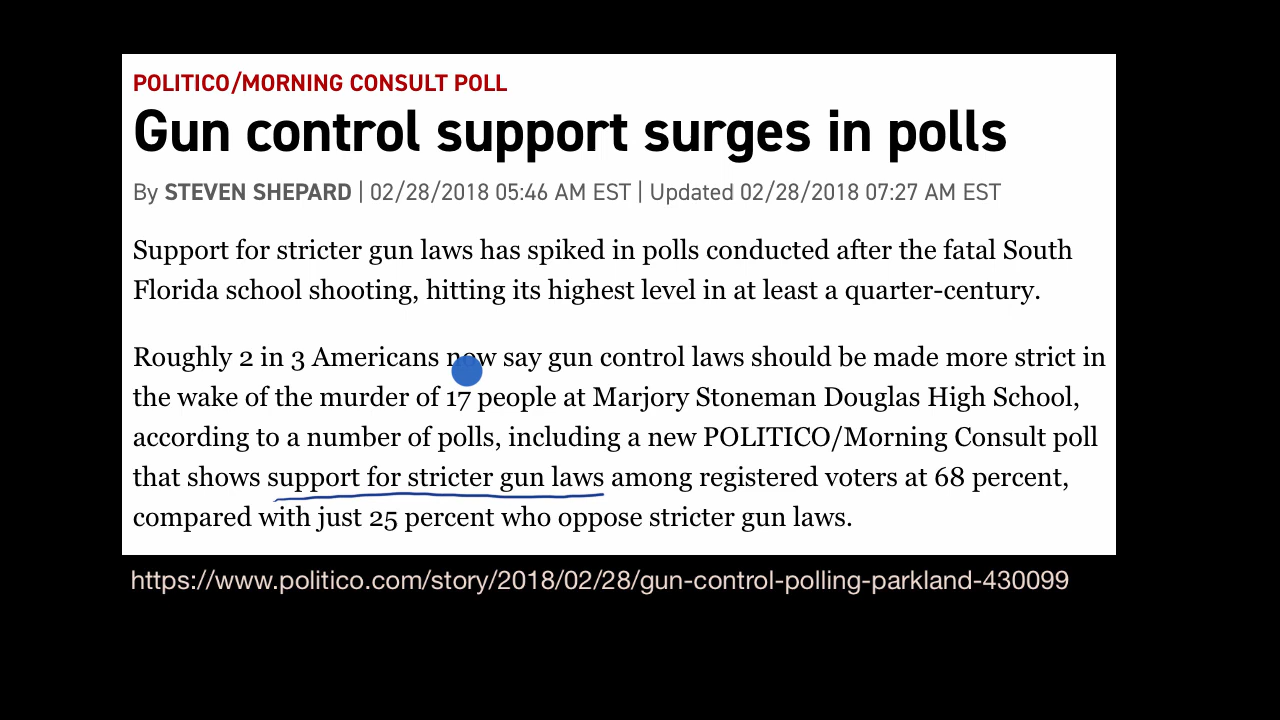 POLITICO/MORNING CONSULT POLL
Gun control support surges in polls
By STEVEN SHEPARD | 02/28/2018 05:46 AM EST | Updated 02/28/2018 07:27 AM EST
Support for stricter gun laws has spiked in polls conducted after the fatal South
Florida school shooting, hitting its highest level in at least a quarter-century.
Roughly 2 in 3 Americans now say gun control laws should be made more strict in
the wake of the murder of 17 people at Marjory Stoneman Douglas High School,
according to a number of polls, including a new POLITICO/Morning Consult poll
that shows support for stricter gun laws among registered voters at 68 percent,
compared with just 25 percent who oppose stricter gun laws.
https://www.politico.com/story/2018/02/28/gun-control-polling-parkland-430099